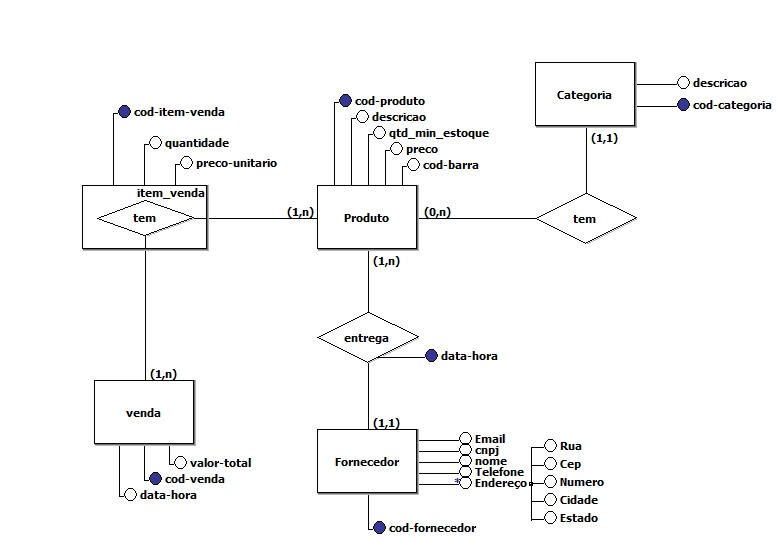 Categoria
descricao
cod-categoria
(1,1)
tem
cod-item-venda
quantidade
preco-unitario
item_venda
tem
(1,n)
cod-produto
descricao
qtd_min_estoque
preco
cod-barra
Produto
(0,n)
(1,n)
entrega
data-hora
(1,n)
venda
valor-total
cod-venda
data-hora
(1,1)
Fornecedor
Email
cnpj
nome
Telefone
*Endereço
Rua
Cep
Numero
Cidade
Estado
cod-fornecedor